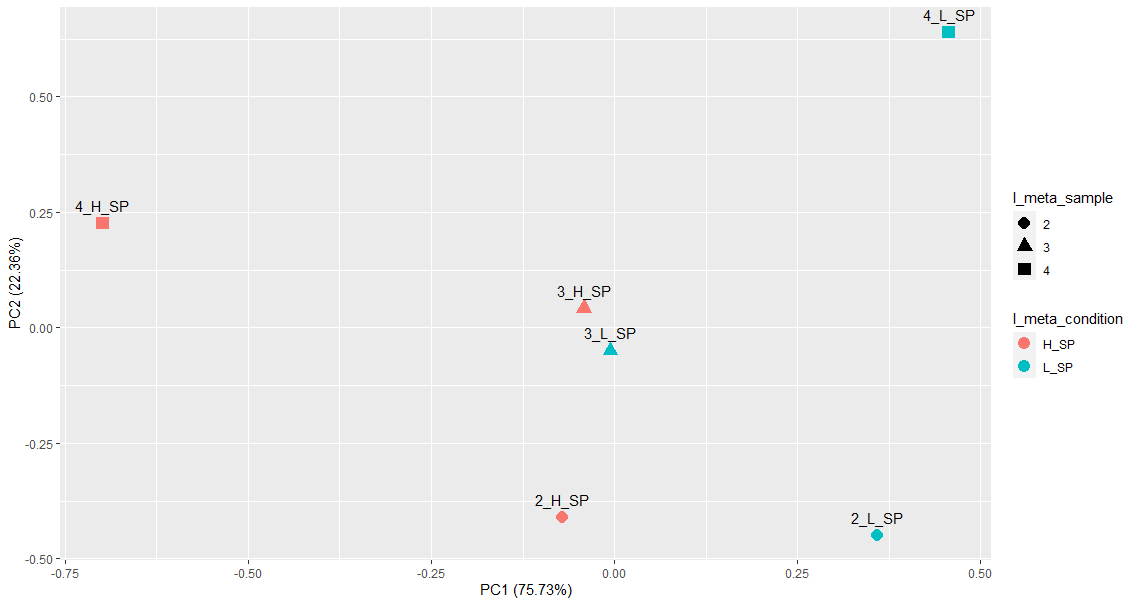 4_L_SP
0.50
4_H_SP
0.25
3_H_SP
3_L_SP
0.00
-0.25
2_H_SP
2_L_SP
-0.50
-0.75
-0.50
-0.25
0.00
0.25
0.50
PC1 (75.73%)
PC2 (22.36%)
l_meta_sample
2
3
4
l_meta_condition
H_SP
L_SP